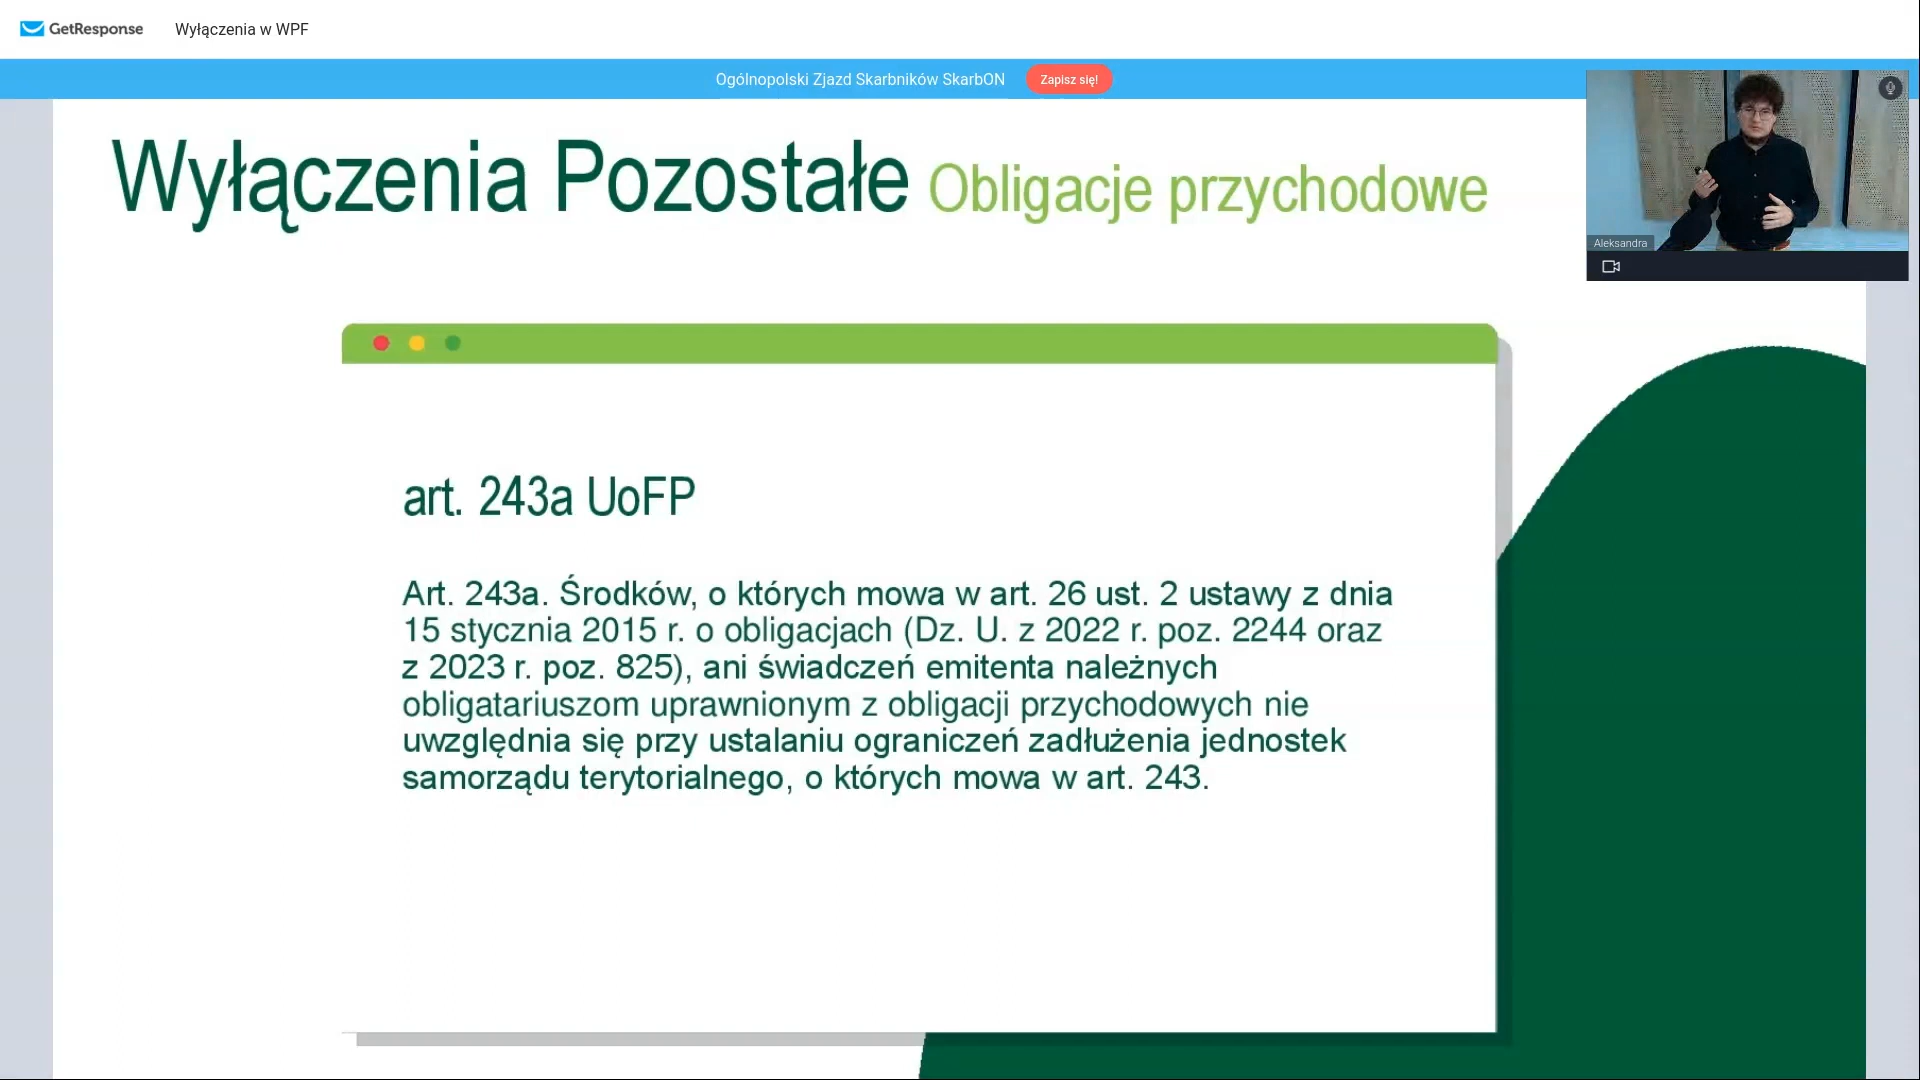 GetResponse
Wyłączenia w WPF
Ogólnopolski Zjazd Skarbników SkarbON
Zapisz się!
Aleksandra
Wyłączenia Pozostałe Obligacje przychodowe
art. 243a UoFP
Art. 243a. Środków, o których mowa w art. 26 ust. 2 ustawy z dnia
15 stycznia 2015 r. o obligacjach (Dz. U. z 2022 r. poz. 2244 oraz
z 2023 r. poz. 825), ani świadczeń emitenta należnych
obligatariuszom uprawnionym z obligacji przychodowych nie
uwzględnia się przy ustalaniu ograniczeń zadłużenia jednostek
samorządu terytorialnego, o których mowa w art. 243.